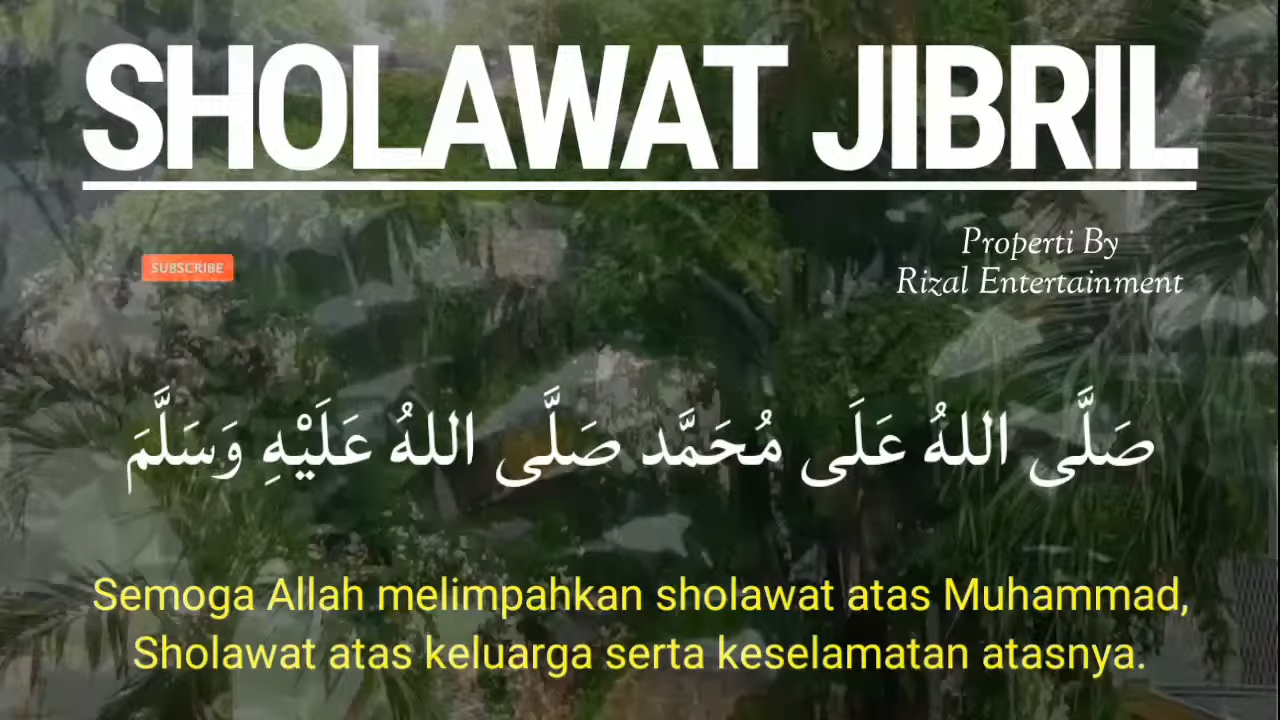 SHOLAWAT JIBRIL
Properti By
Rizal Entertainment
SUBSCRIBE
صَلَّى اللهُ عَلَى مُحَمَّد صَلَّى اللهُ عَلَيْهِ وَسَلَّمَ
Semoga Allah melimpahkan sholawat atas Muhammad,
Sholawat atas keluarga serta keselamatan atasnya.